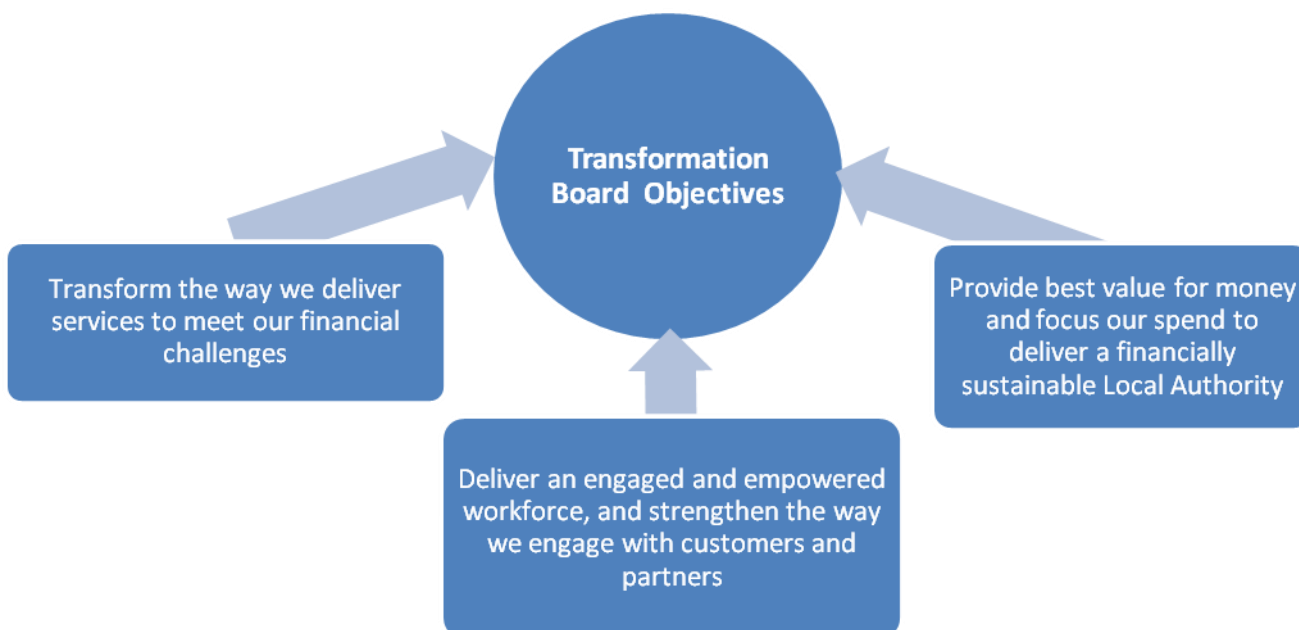 Transformation
Board Objectives
Transform the way we deliver
services to meet our financial
challenges
Deliver an engaged and empowered
workforce, and strengthen the way
we engage with customers and
partners
Provide best value for money
and focus our spend to
deliver a financially
sustainable Local Authority